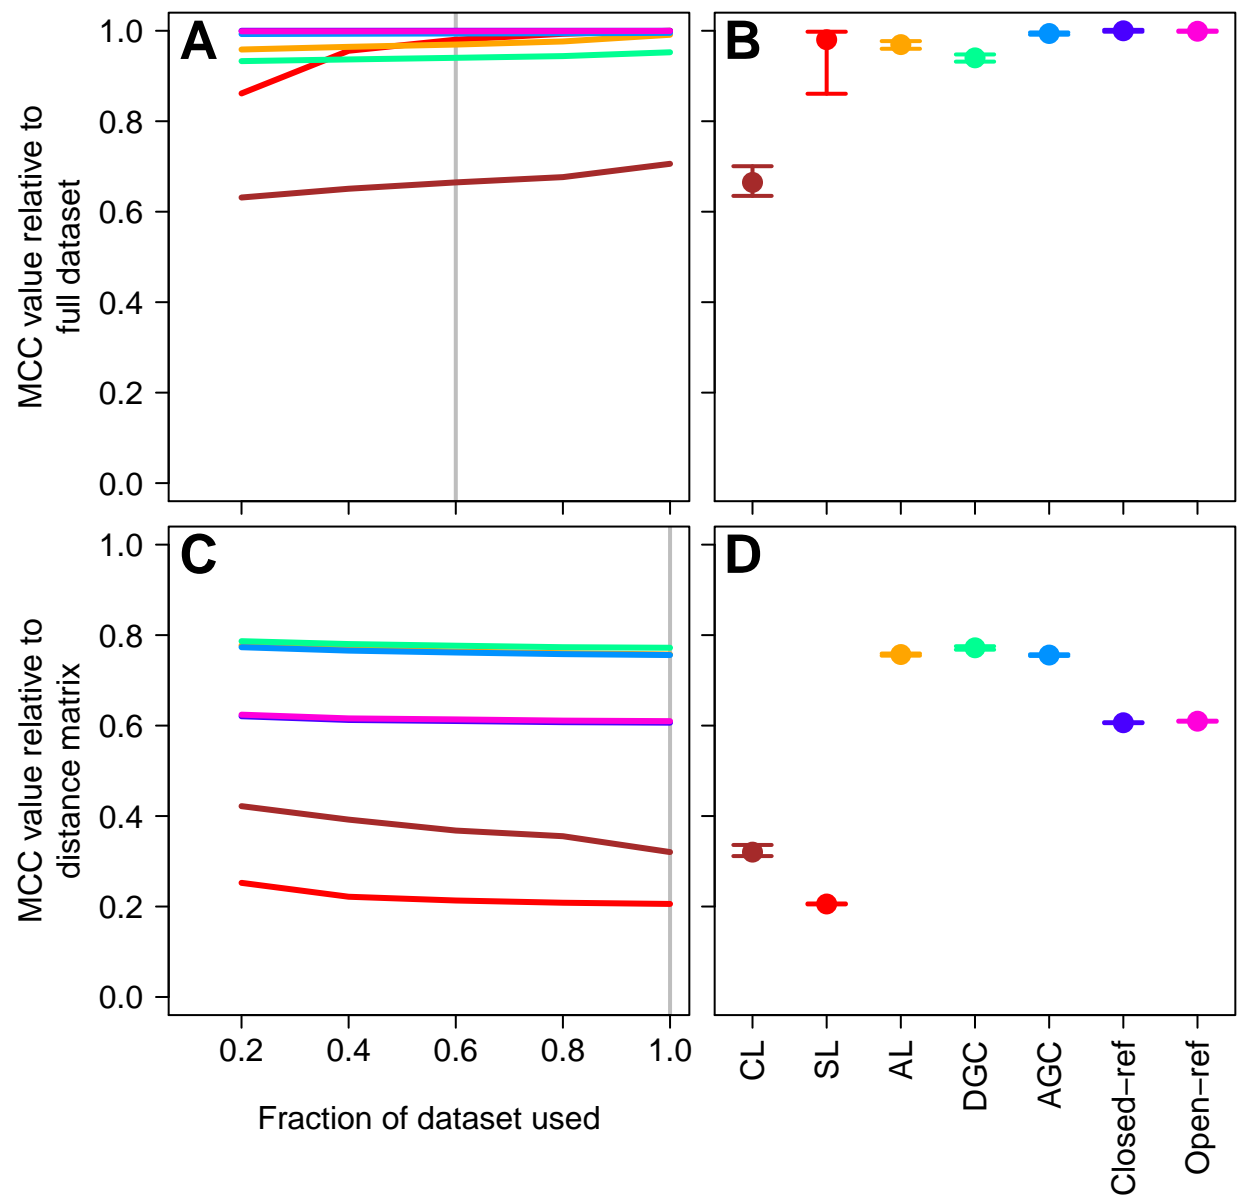 A
B
MCC value relative to
full dataset
1.0
0.8
0.6
0.4
0.2
0.0
C
D
MCC value relative to
distance matrix
1.0
0.8
0.6
0.4
0.2
0.0
0.2 0.4 0.6 0.8 1.0
Fraction of dataset used
CL
SL
AL
DGC
AGC
Closed−ref
Open−ref